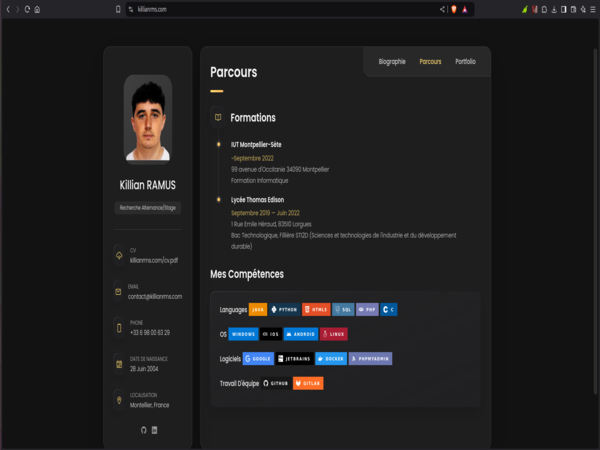 killianrms.com
Biographie Parcours Portfolio
Parcours
Killian RAMUS
Recherche Alternance/Stage
CV
killianrms.com/cv.pdf
EMAIL
contact@killianrms.com
PHONE
+33 6 98 00 63 29
DATE DE NAISSANCE
28 Juin 2004
LOCALISATION
Montellier, France
Formations
IUT Montpellier-Sète
-Septembre 2022
99 avenue d'Occitanie 34090 Montpellier
Formation informatique
Lycée Thomas Edison
Septembre 2019 — Juin 2022
1 Rue Emile Héraud, 83510 Lorgues
Bac Technologique, Fillière STI2D (Sciences et technologies de l'industrie et du développement
durable)
Mes Compétences
Languages JAVA PYTHON HTML5 SQL PHP C
OS WINDOWS IOS ANDROID LINUX
Logiciels GOOGLE JETBRAINS DOCKER PHPMYADMIN
Travail D'équipe GITHUB GITLAB